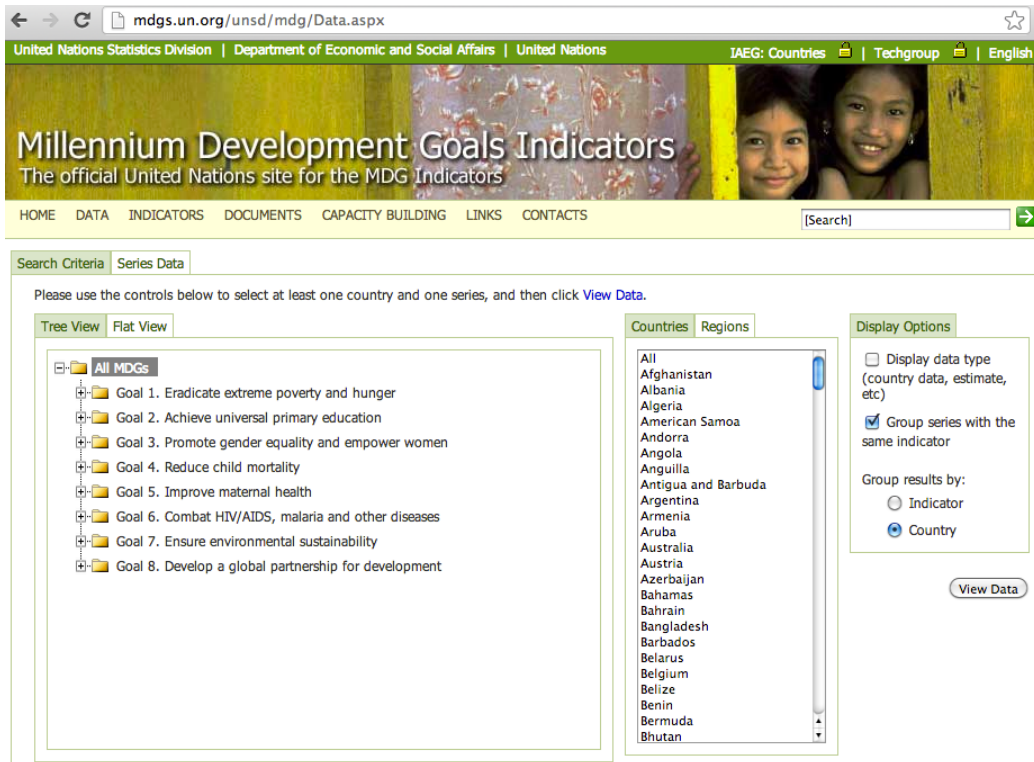 mdgs.un.org/unsd/mdg/Data.aspx
United Nations Statistics Division | Department of Economic and Social Affairs | United Nations IAEG: Countries | Techgroup | English
Millennium Development Goals Indicators
The official United Nations site for the MDG Indicators
HOME DATA INDICATORS DOCUMENTS CAPACITY BUILDING LINKS CONTACTS [Search]
Search Criteria Series Data
Please use the controls below to select at least one country and one series, and then click View Data.
Tree View Flat View
All MDGs
Goal 1. Eradicate extreme poverty and hunger
Goal 2. Achieve universal primary education
Goal 3. Promote gender equality and empower women
Goal 4. Reduce child mortality
Goal 5. Improve maternal health
Goal 6. Combat HIV/AIDS, malaria and other diseases
Goal 7. Ensure environmental sustainability
Goal 8. Develop a global partnership for development
Countries Regions
All
Afghanistan
Albania
Algeria
American Samoa
Andorra
Angola
Anguilla
Antigua and Barbuda
Argentina
Armenia
Aruba
Australia
Austria
Azerbaijan
Bahamas
Bahrain
Bangladesh
Barbados
Belarus
Belgium
Belize
Benin
Bermuda
Bhutan
Display Options
Display data type
(country data, estimate,
etc)
Group series with the
same indicator
Group results by:
Indicator
Country
View Data